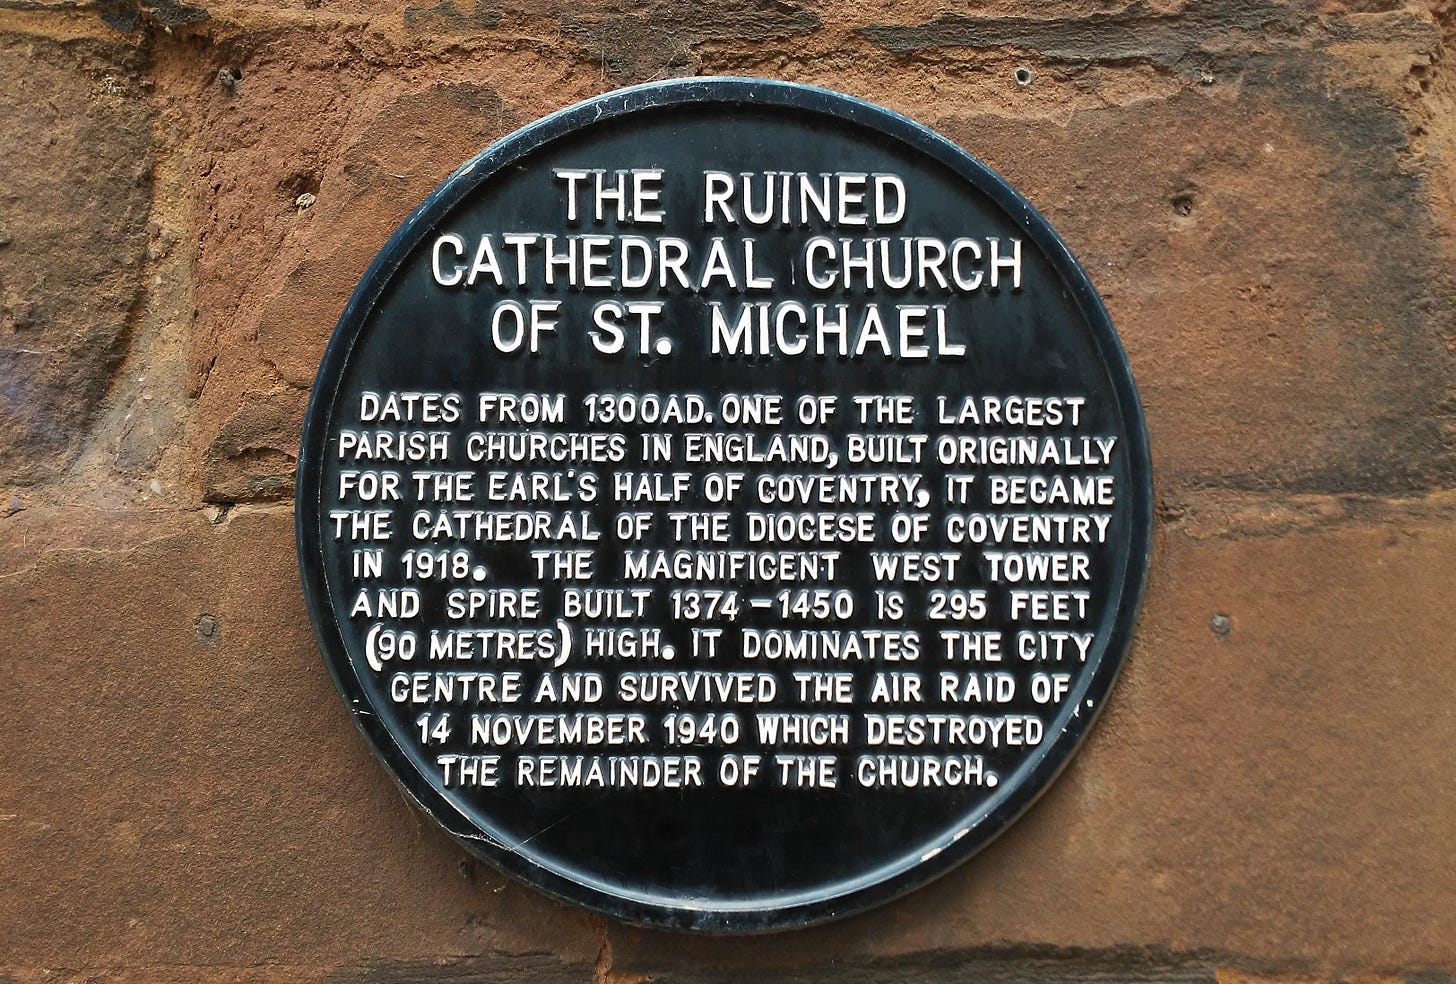 THE RUINED
CATHEDRAL CHURCH
OF ST. MICHAEL
DATES FROM 1300AD. ONE OF THE LARGEST
PARISH CHURCHES IN ENGLAND, BUILT ORIGINALLY
FOR THE EARL'S HALF OF COVENTRY, IT BECAME
THE CATHEDRAL OF THE DIOCESE OF COVENTRY
IN 1918. THE MAGNIFICENT WEST TOWER
AND SPIRE BUILT 1374-1450 IS 295 FEET
(90 METRES) HIGH. IT DOMINATES THE CITY
CENTRE AND SURVIVED THE AIR RAID OF
14 NOVEMBER 1940 WHICH DESTROYED
THE REMAINDER OF THE CHURCH.